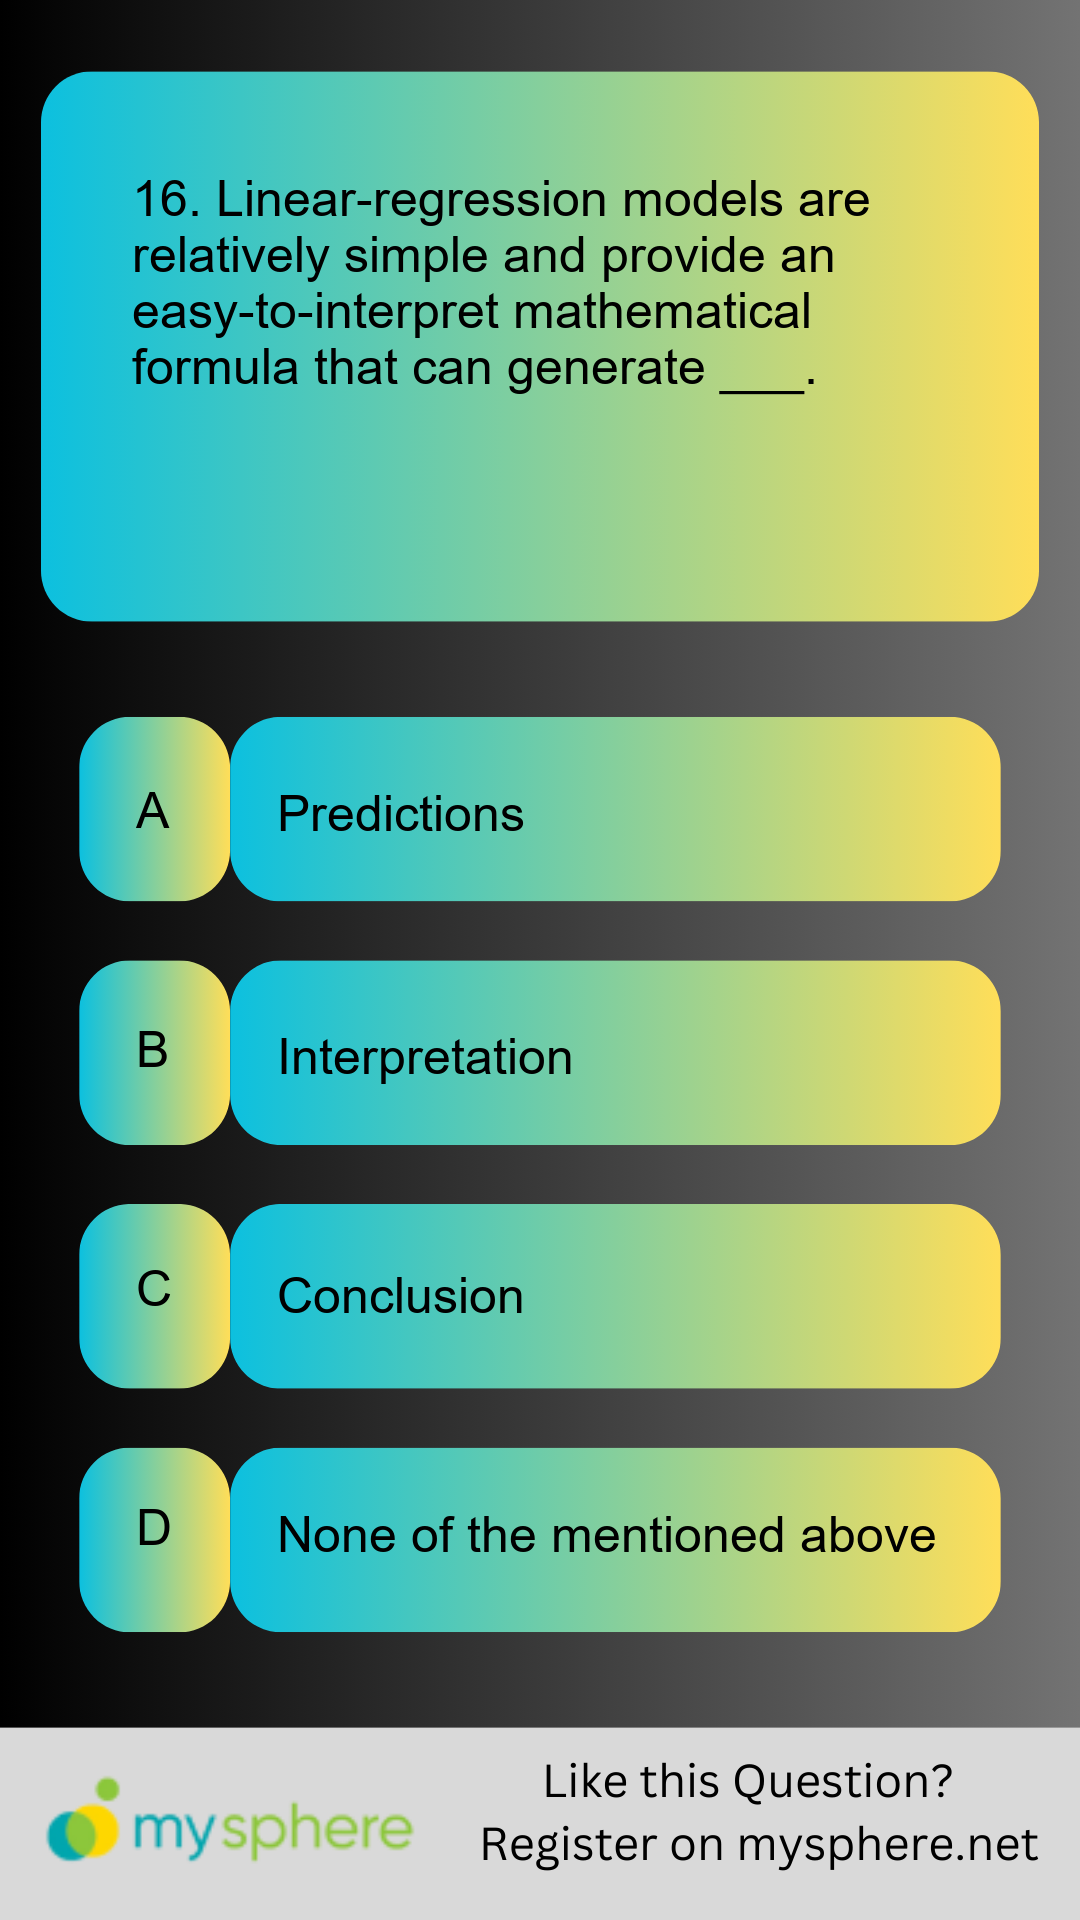 16. Linear-regression models are
relatively simple and provide an
easy-to-interpret mathematical
formula that can generate ___.
A
Predictions
B
Interpretation
C
Conclusion
D
None of the mentioned above
mysphere
Like this Question?
Register on mysphere.net